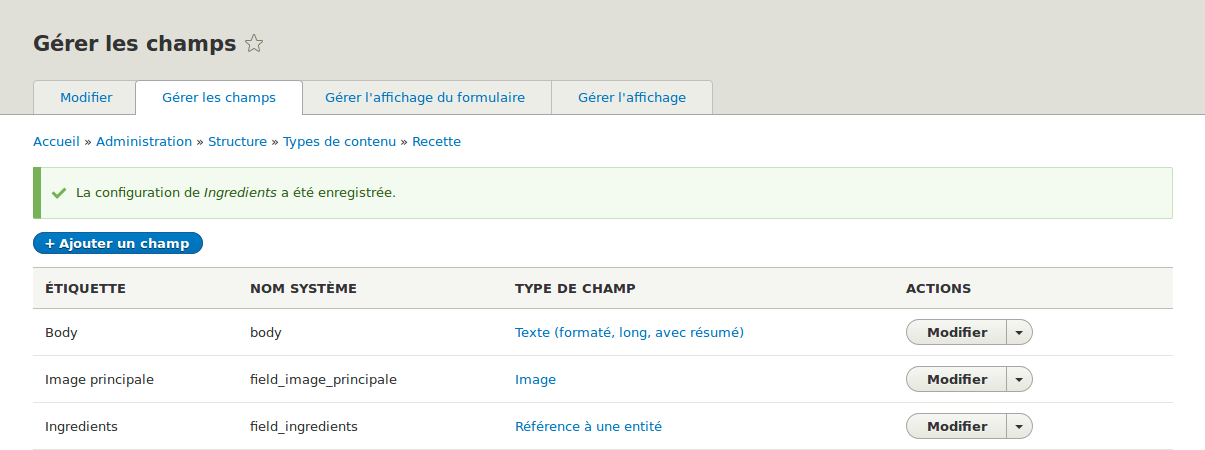 Gérer les champs
Modifier Gérer les champs Gérer l'affichage du formulaire Gérer l'affichage
Accueil » Administration » Structure » Types de contenu » Recette
La configuration de Ingredients a été enregistrée.
+ Ajouter un champ
ÉTIQUETTE NOM SYSTÈME TYPE DE CHAMP ACTIONS
Body body Texte (formaté, long, avec résumé) Modifier
Image principale field_image_principale Image Modifier
Ingredients field_ingredients Référence à une entité Modifier